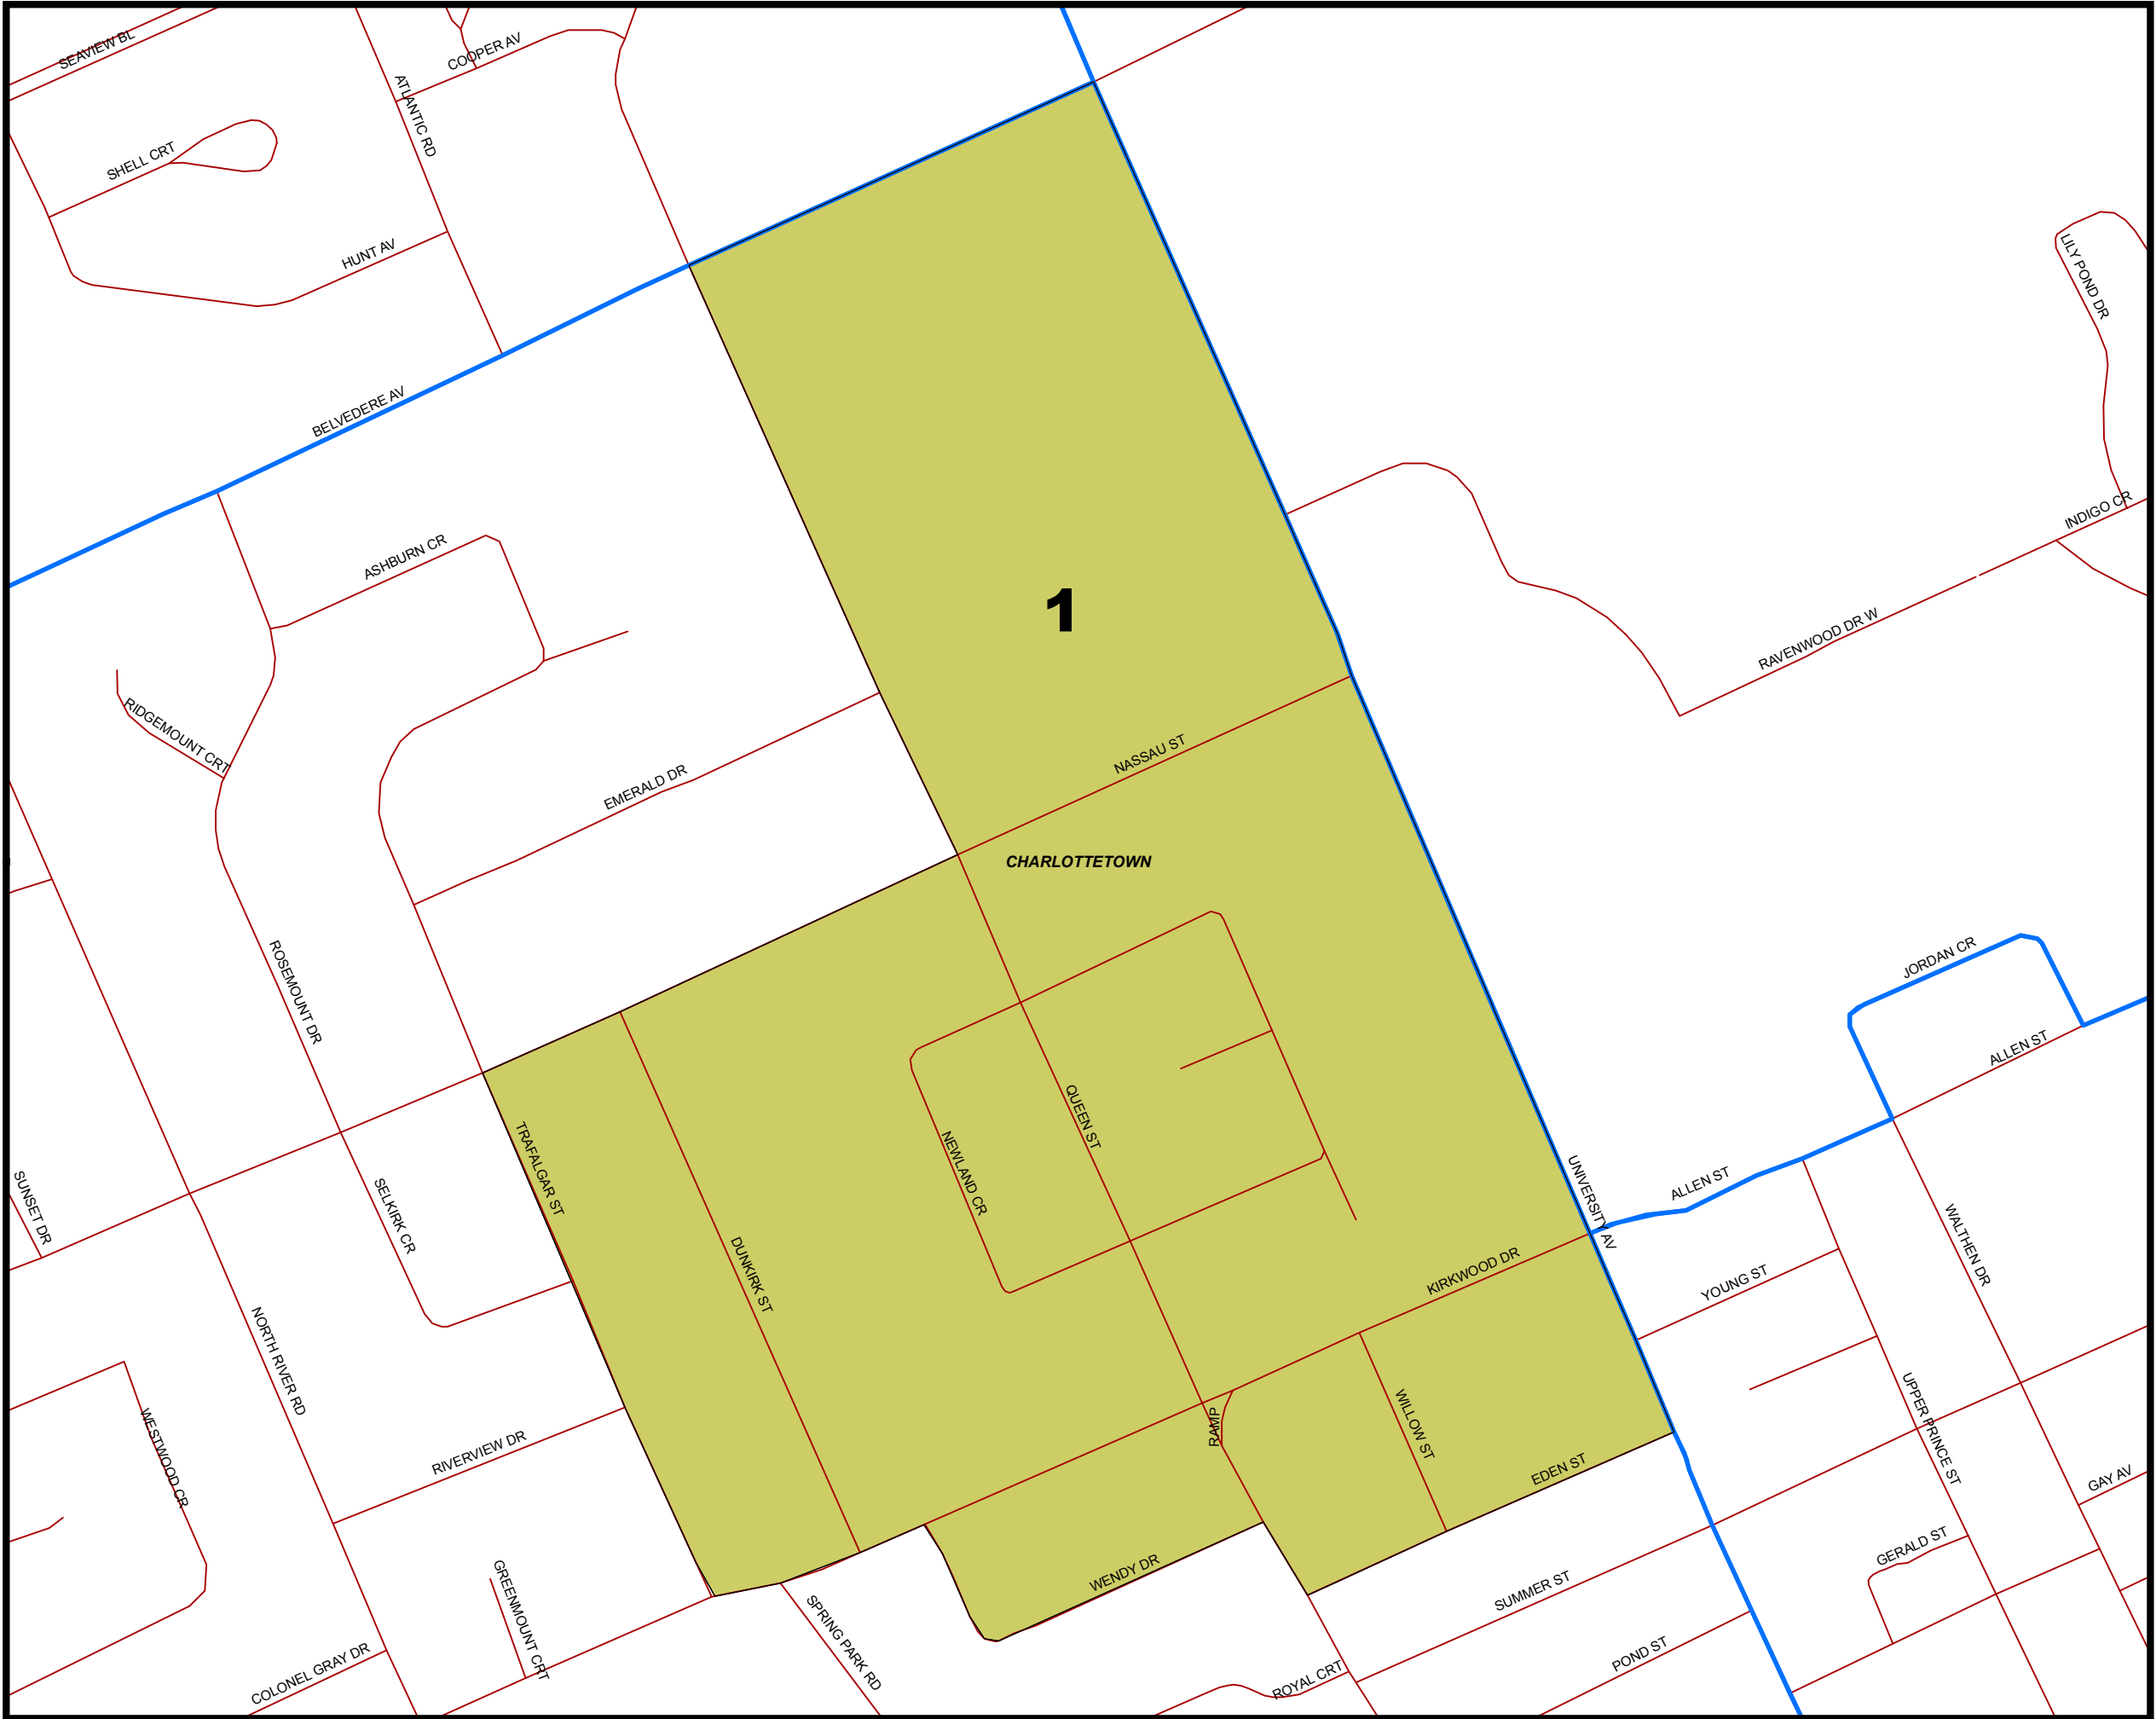 SEAVIEW BL
COOPER AV
ATLANTIC RD
SHELL CRT
HUNT AV
LILY POND DR
BELVEDERE AV
INDIGO CR
ASHBURN CR
1
RAVENWOOD DR W
RIDGEMOUNT CRT
NASSAU ST
EMERALD DR
CHARLOTTETOWN
JORDAN CR
ROSEMOUNT DR
ALLEN ST
QUEEN ST
TRAFALGAR ST
NEWLAND CR
UNIVERSITY AV
ALLEN ST
SUNSET DR
SELKIRK CR
WALTHEN DR
DUNKIRK ST
KIRKWOOD DR
YOUNG ST
NORTH RIVER RD
UPPER PRINCE ST
WESTWOOD CR
RIVERVIEW DR
RAMP
WILLOW ST
EDEN ST
GAY AV
GERALD ST
WENDY DR
SUMMER ST
GREENMOUNT CRT
SPRING PARK RD
POND ST
COLONEL GRAY DR
ROYAL CRT